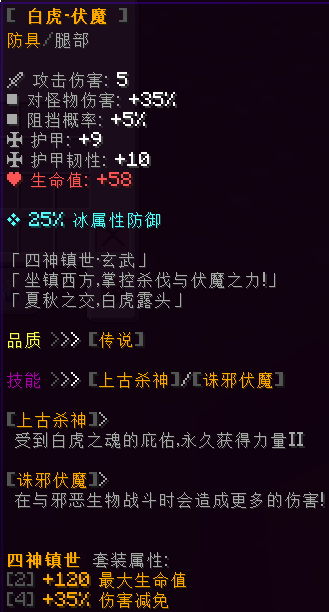 [ 白虎-伏魔 ]
防具/腿部
攻击伤害: 5
对怪物伤害: +35%
阻挡概率: +5%
护甲: +9
护甲韧性: +10
生命值: +58
25% 冰属性防御
「四神镇世·玄武」
「坐镇西方,掌控杀伐与伏魔之力!」
「夏秋之交,白虎露头」
品质 >>> [传说]
技能 >>> [上古杀神]/[诛邪伏魔]
[上古杀神]>
受到白虎之魂的庇佑,永久获得力量II
[诛邪伏魔]>
在与邪恶生物战斗时会造成更多的伤害!
四神镇世 套装属性:
[2] +120 最大生命值
[4] +35% 伤害减免